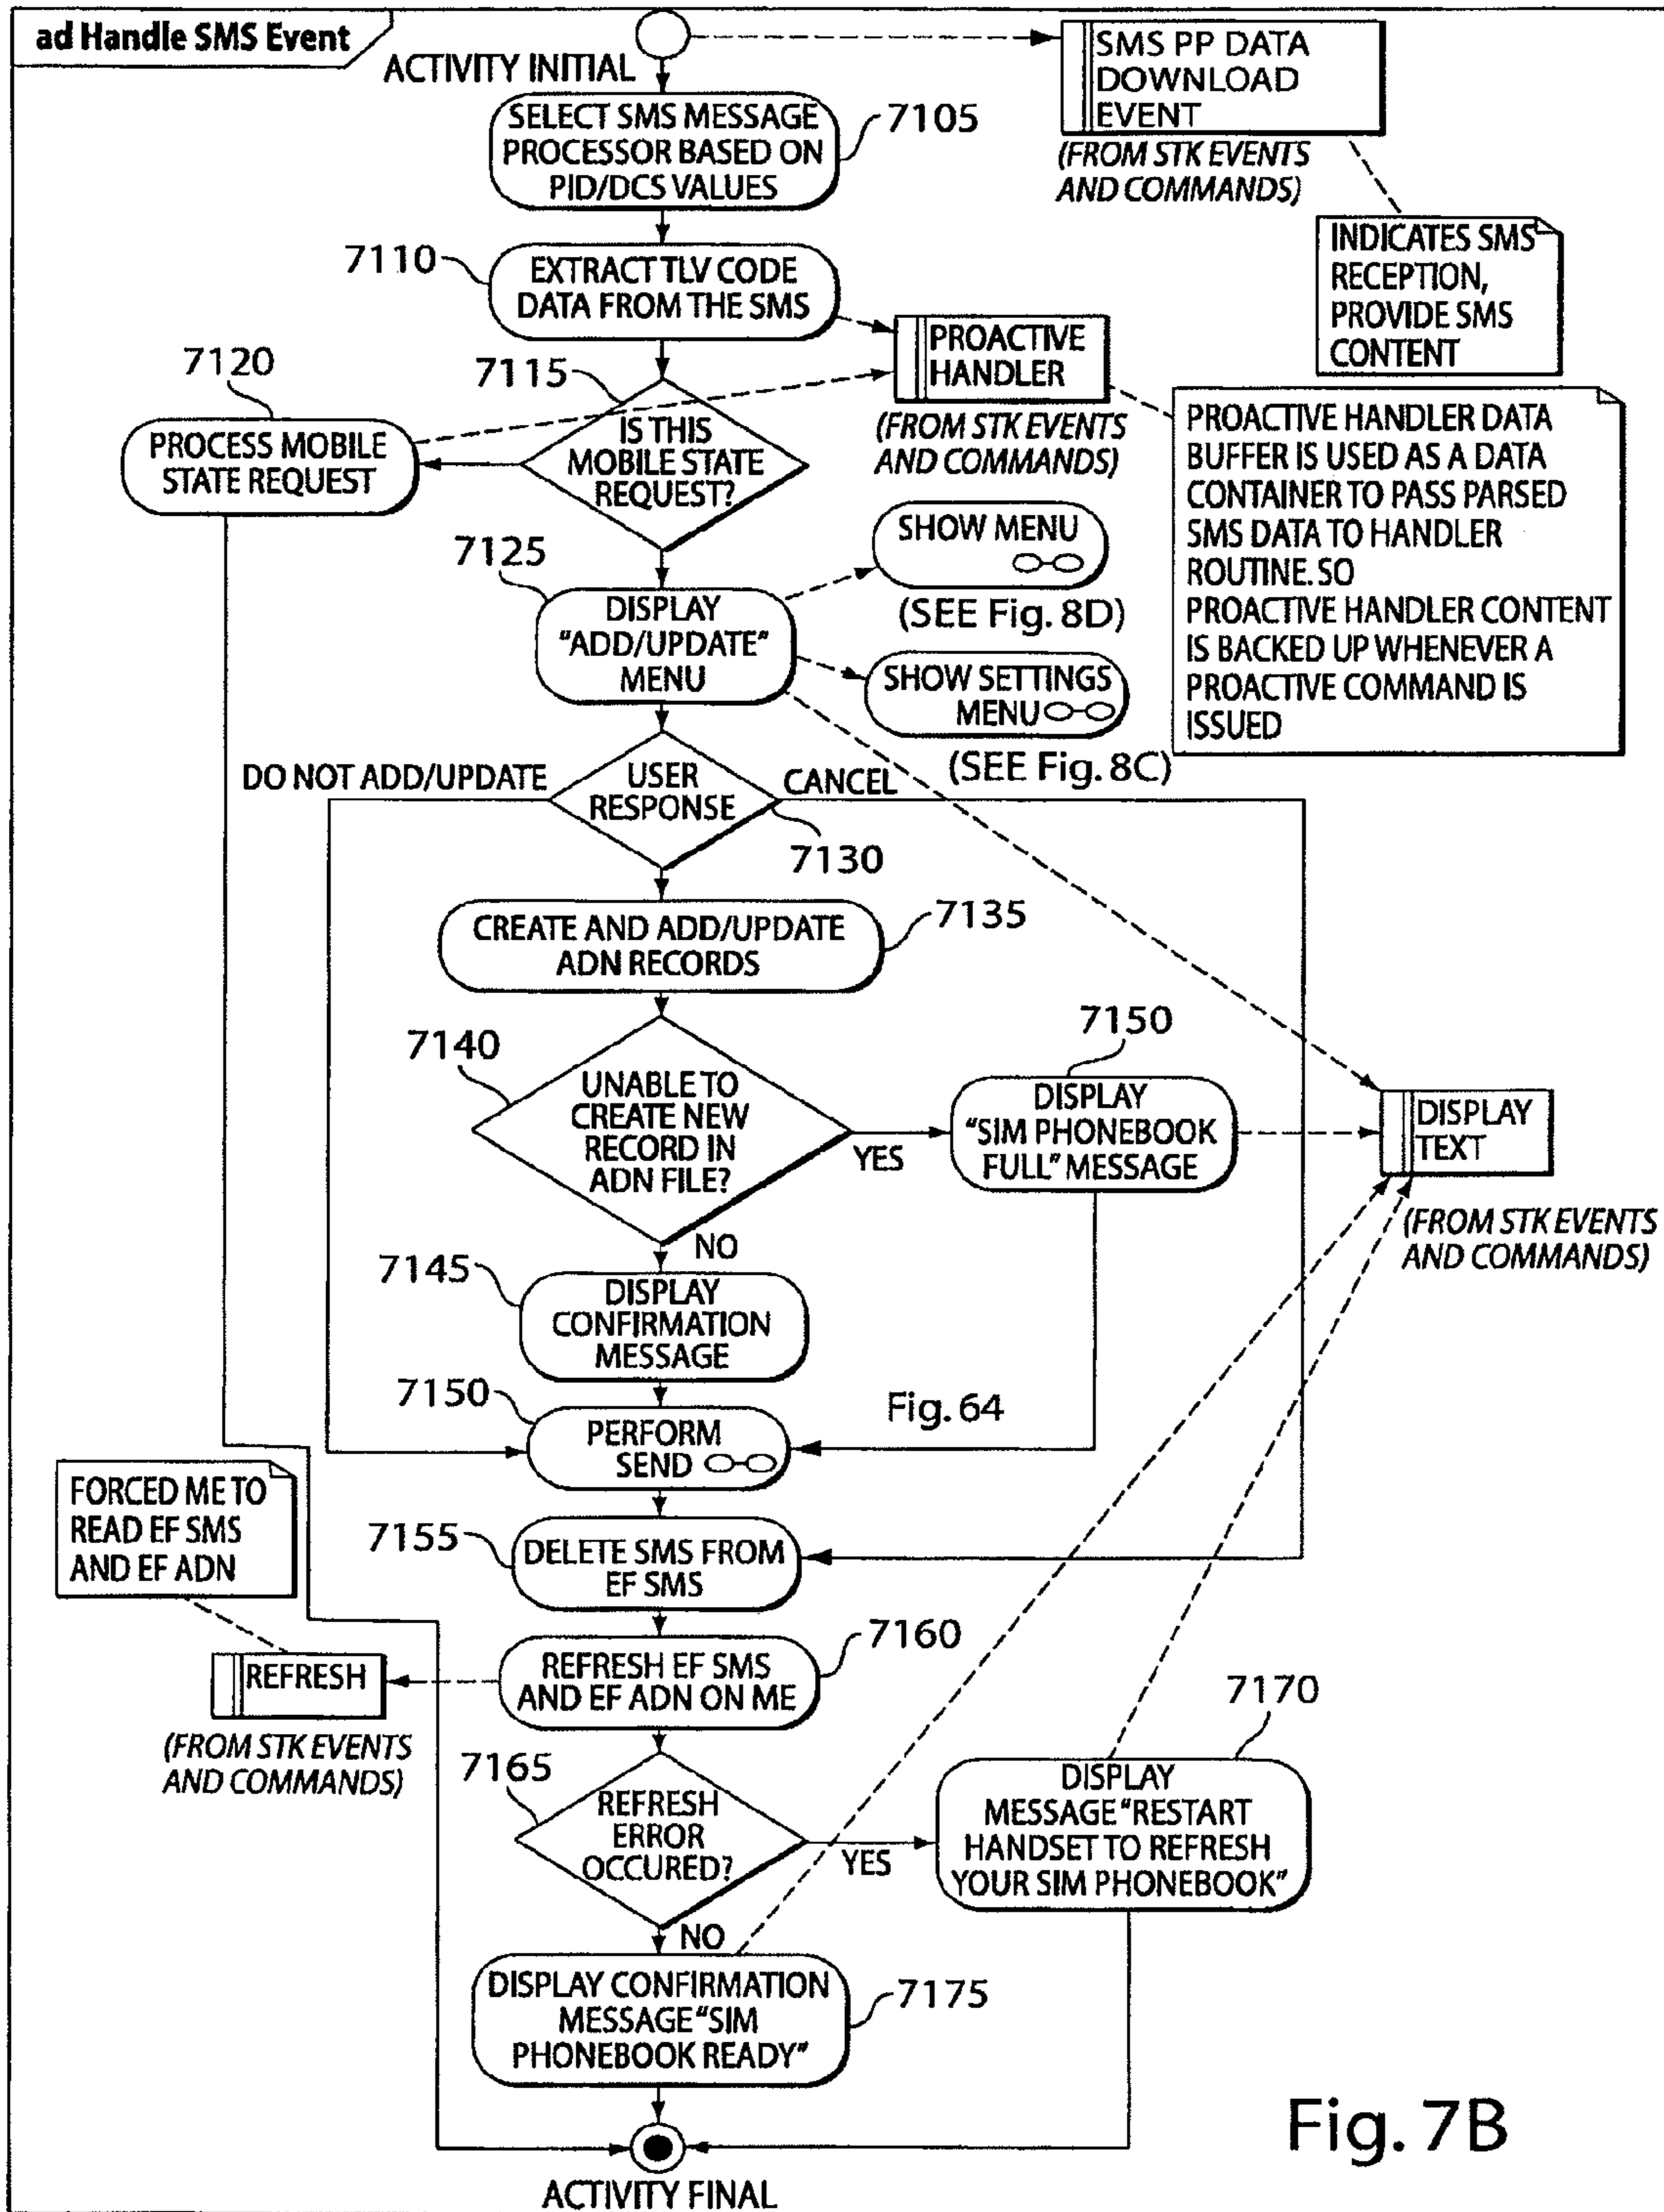 ad Handle SMS Event
ACTIVITY INITIAL
SMS PP DATA
DOWNLOAD
EVENT
(FROM STK EVENTS
AND COMMANDS)
SELECT SMS MESSAGE
PROCESSOR BASED ON
PID/DCS VALUES
7105
INDICATES SMS
RECEPTION,
PROVIDE SMS
CONTENT
7110
EXTRACT TLV CODE
DATA FROM THE SMS
PROACTIVE
HANDLER
(FROM STK EVENTS
AND COMMANDS)
7115
IS THIS
MOBILE STATE
REQUEST?
7120
PROCESS MOBILE
STATE REQUEST
PROACTIVE HANDLER DATA
BUFFER IS USED AS A DATA
CONTAINER TO PASS PARSED
SMS DATA TO HANDLER
ROUTINE. SO
PROACTIVE HANDLER CONTENT
IS BACKED UP WHENEVER A
PROACTIVE COMMAND IS
ISSUED
7125
DISPLAY
"ADD/UPDATE"
MENU
SHOW MENU
(SEE Fig. 8D)
SHOW SETTINGS
MENU
(SEE Fig. 8C)
DO NOT ADD/UPDATE
USER
RESPONSE
CANCEL
7130
CREATE AND ADD/UPDATE
ADN RECORDS
7135
7140
UNABLE TO
CREATE NEW
RECORD IN
ADN FILE?
YES
7150
DISPLAY
"SIM PHONEBOOK
FULL" MESSAGE
DISPLAY
TEXT
(FROM STK EVENTS
AND COMMANDS)
NO
7145
DISPLAY
CONFIRMATION
MESSAGE
7150
PERFORM
SEND
Fig. 64
FORCED ME TO
READ EF SMS
AND EF ADN
7155
DELETE SMS FROM
EF SMS
7160
REFRESH EF SMS
AND EF ADN ON ME
REFRESH
(FROM STK EVENTS
AND COMMANDS)
7165
REFRESH
ERROR
OCCURED?
YES
7170
DISPLAY
MESSAGE "RESTART
HANDSET TO REFRESH
YOUR SIM PHONEBOOK"
NO
DISPLAY CONFIRMATION
MESSAGE "SIM
PHONEBOOK READY"
7175
ACTIVITY FINAL
Fig. 7B